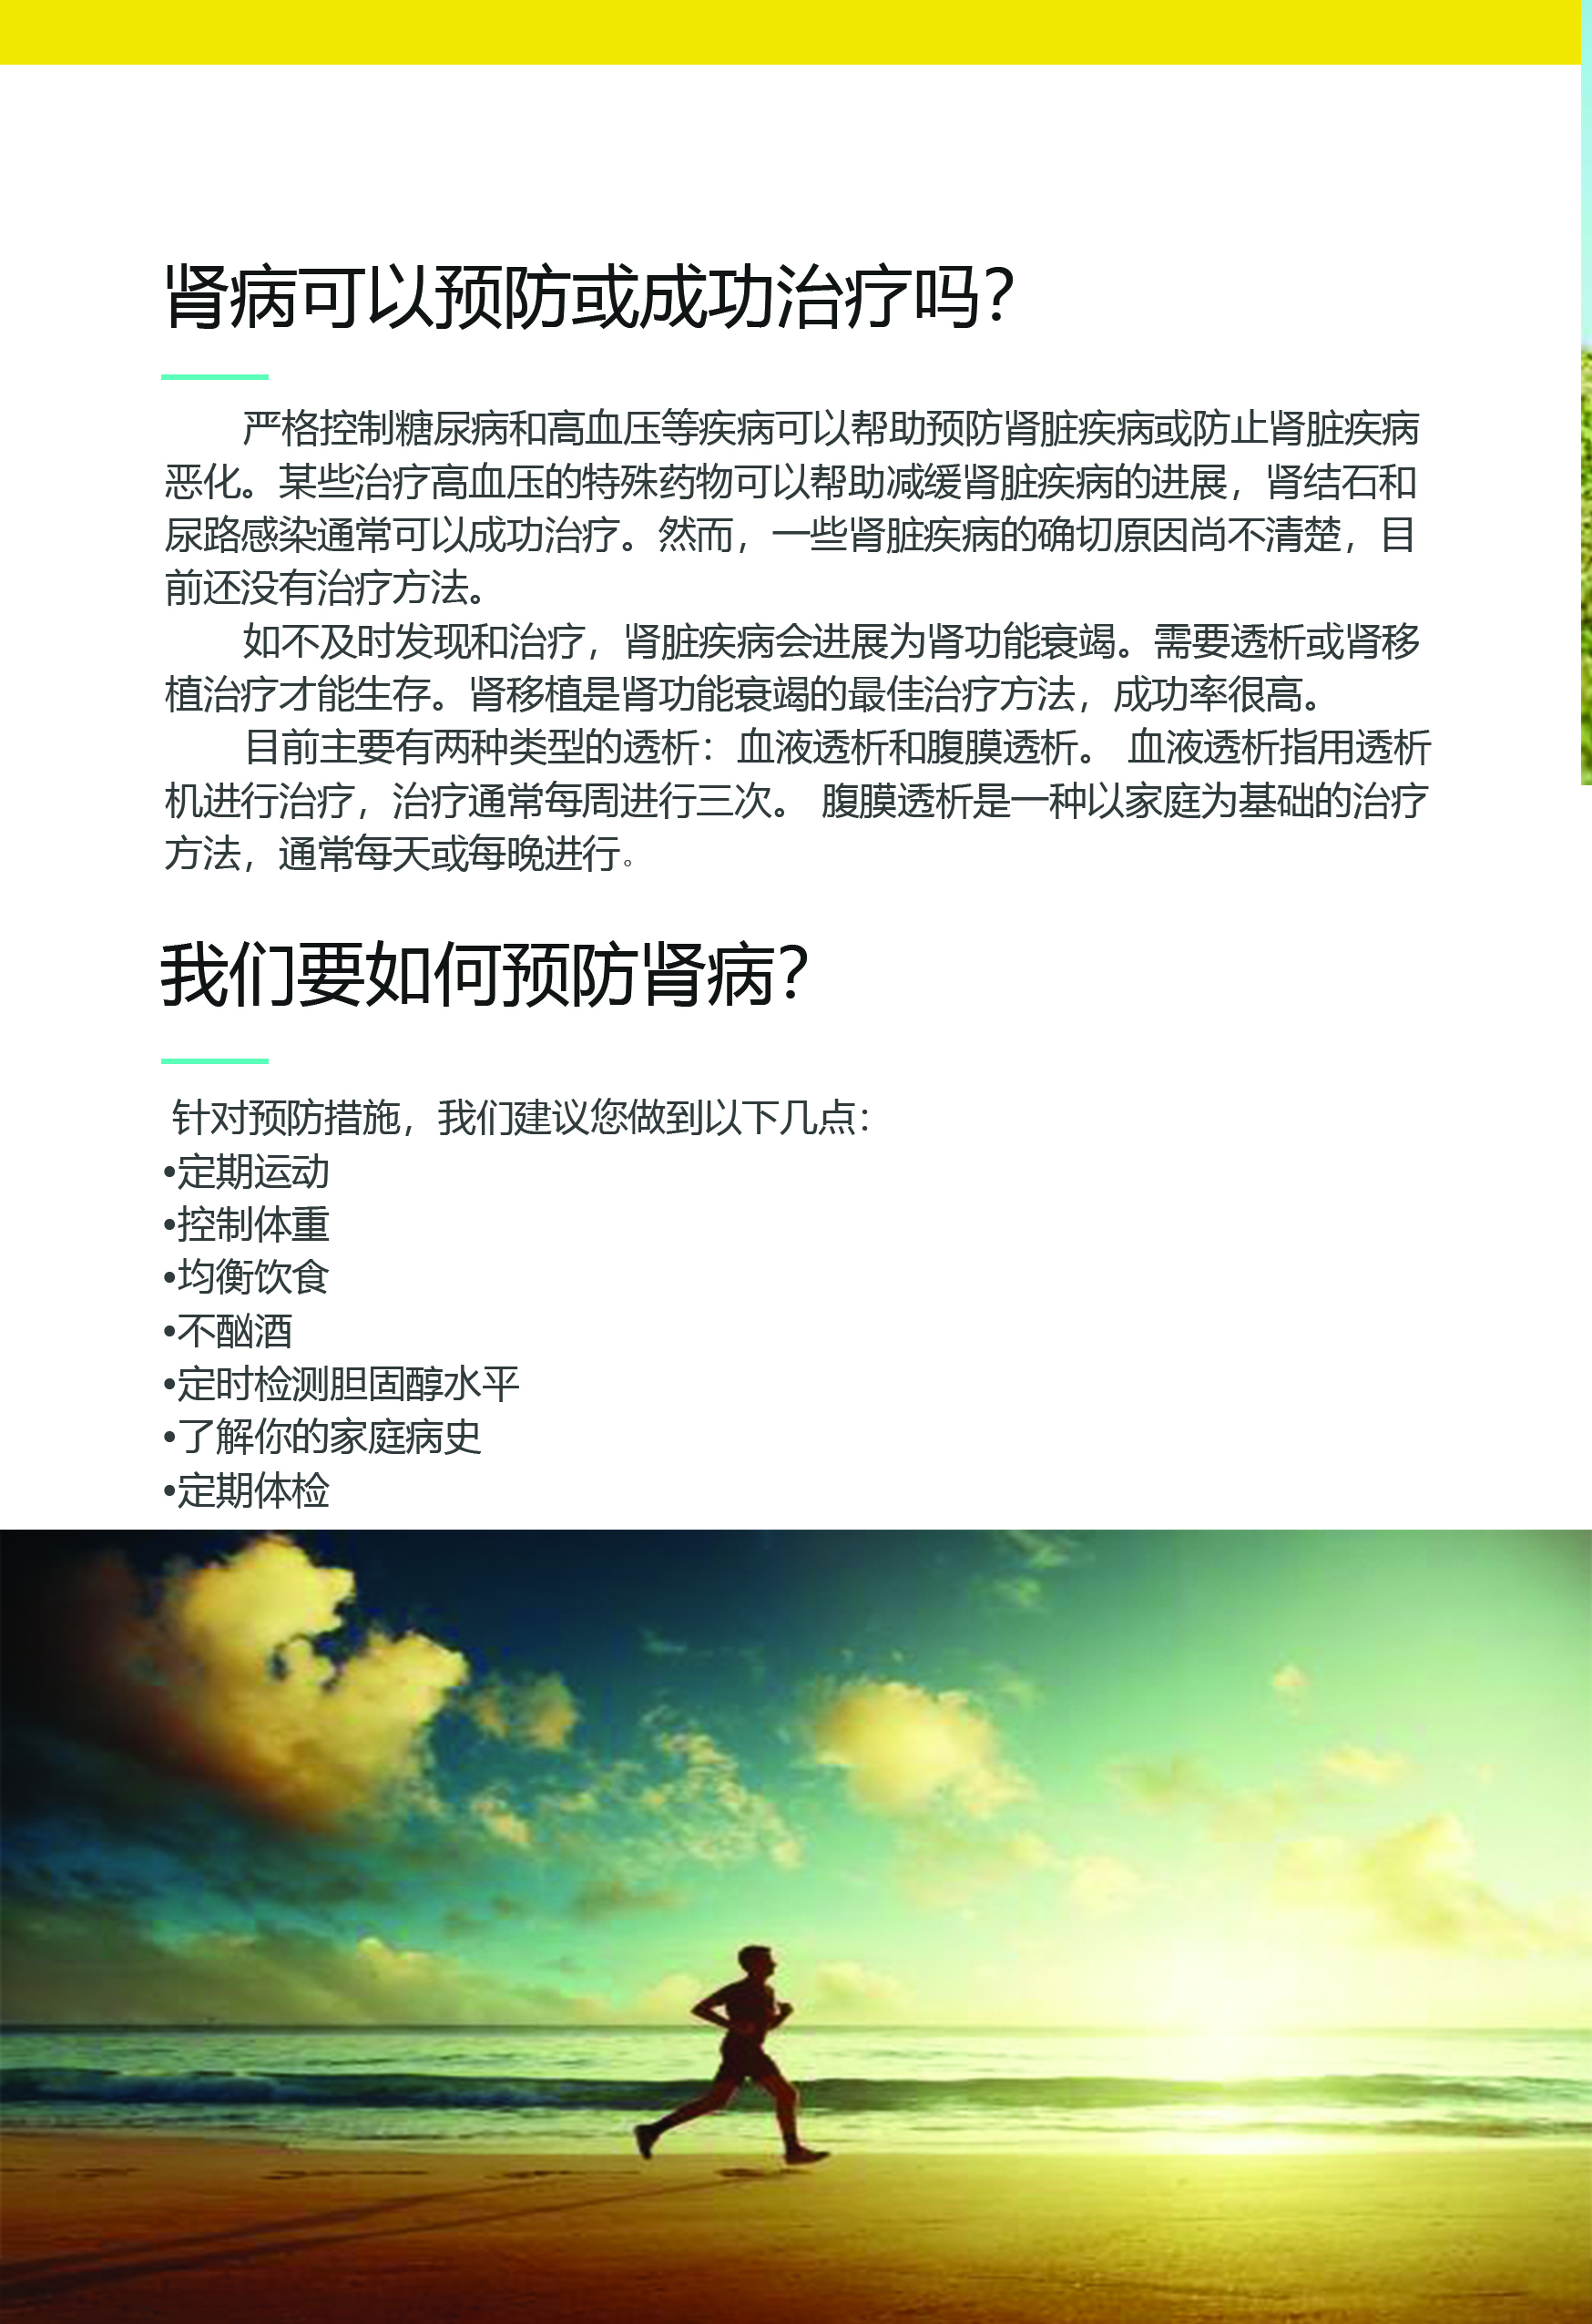 肾病可以预防或成功治疗吗?
严格控制糖尿病和高血压等疾病可以帮助预防肾脏疾病或防止肾脏疾病
恶化。某些治疗高血压的特殊药物可以帮助减缓肾脏疾病的进展，肾结石和
尿路感染通常可以成功治疗。然而，一些肾脏疾病的确切原因尚不清楚，目
前还没有治疗方法。
如不及时发现和治疗，肾脏疾病会进展为肾功能衰竭。需要透析或肾移
植治疗才能生存。肾移植是肾功能衰竭的最佳治疗方法，成功率很高。
目前主要有两种类型的透析：血液透析和腹膜透析。 血液透析指用透析
机进行治疗，治疗通常每周进行三次。 腹膜透析是一种以家庭为基础的治疗
方法，通常每天或每晚进行。
我们要如何预防肾病?
针对预防措施，我们建议您做到以下几点：
•定期运动
•控制体重
•均衡饮食
•不酗酒
•定时检测胆固醇水平
•了解你的家庭病史
•定期体检